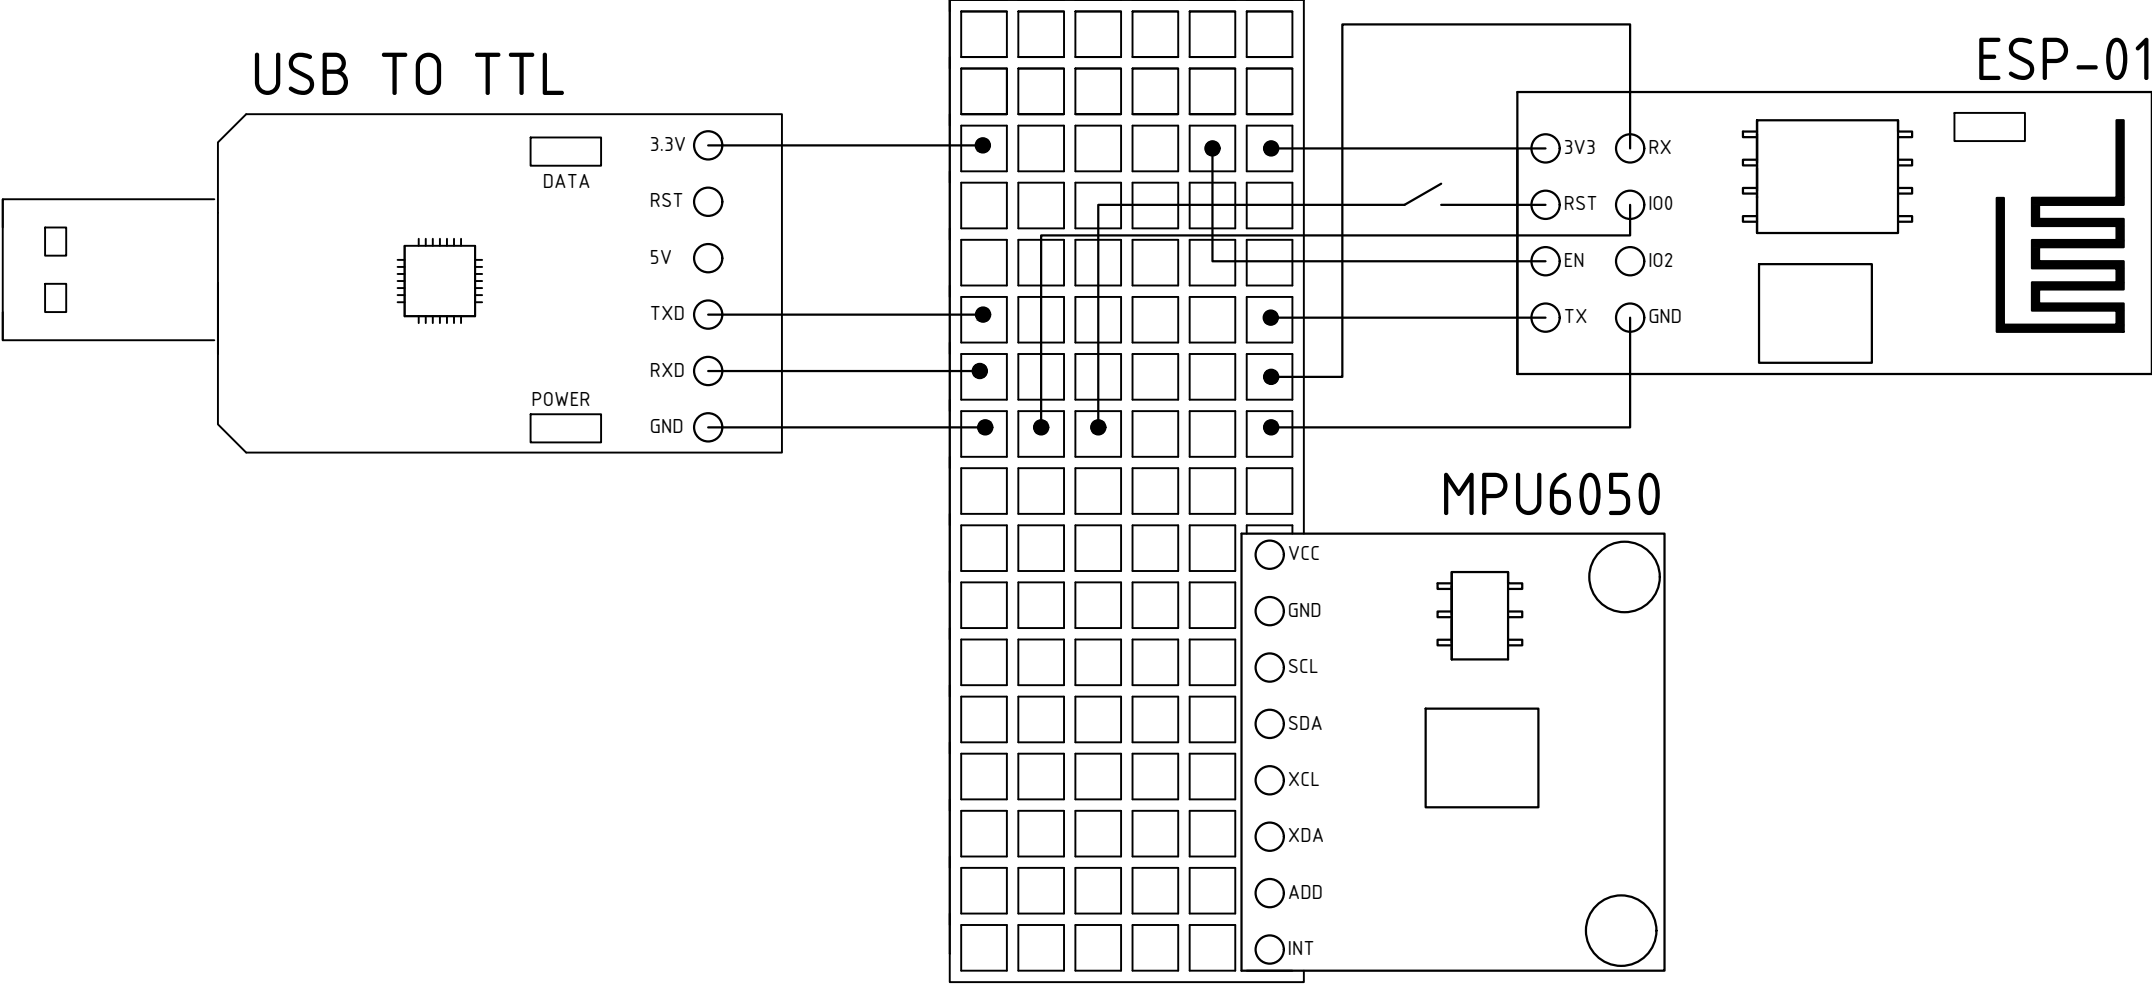 USB TO TTL
3.3V
RST
5V
TXD
RXD
GND
DATA
POWER
ESP-01
3V3
RX
RST
IO0
EN
IO2
TX
GND
MPU6050
VCC
GND
SCL
SDA
XCL
XDA
ADD
INT